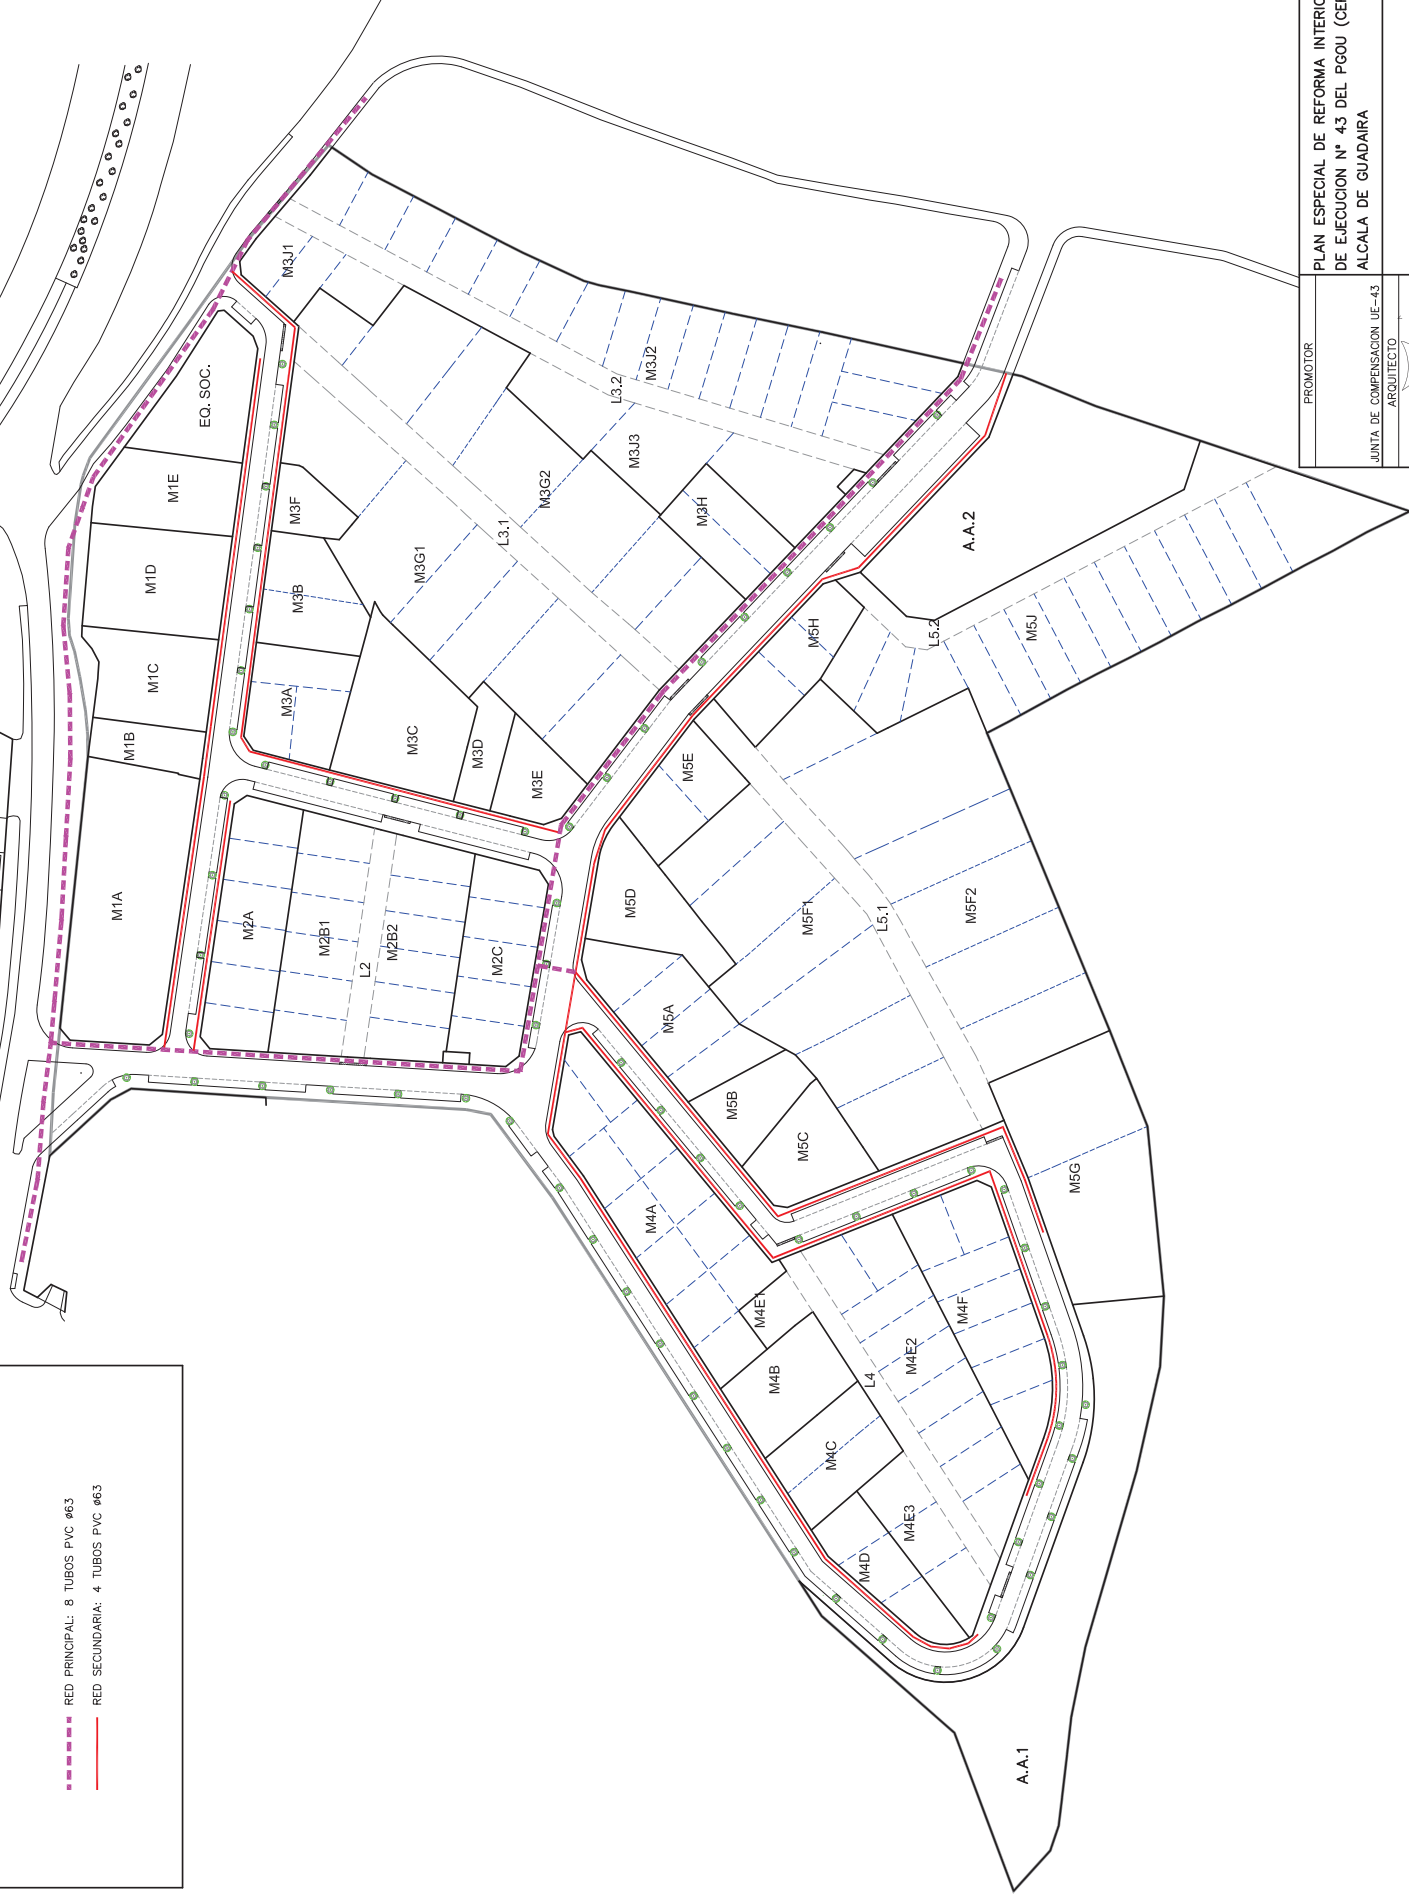 RED PRINCIPAL: 8 TUBOS PVC ø63
RED SECUNDARIA: 4 TUBOS PVC ø63
PLAN ESPECIAL DE REFORMA
DE EJECUCION Nº 43 DEL PGOU
ALCALA DE GUADAIRA
PROMOTOR
JUNTA DE COMPENSACION UE-43
ARQUITECTO
EQ. SOC.
M1E
M1D
M1C
M1B
M1A
M2A
M2B1
L2
M2B2
M2C
M3J1
M3F
M3B
M3A
M3C
M3D
M3E
M3G1
L3.1
M3G2
M3J3
L3.2
M3J2
M3H
A.A.2
M5H
L5.2
M5J
M5E
M5D
M5F1
L5.1
M5F2
M5A
M5B
M5C
M5G
M4A
M4E1
M4B
M4C
L4
M4E2
M4F
M4D
M4E3
A.A.1